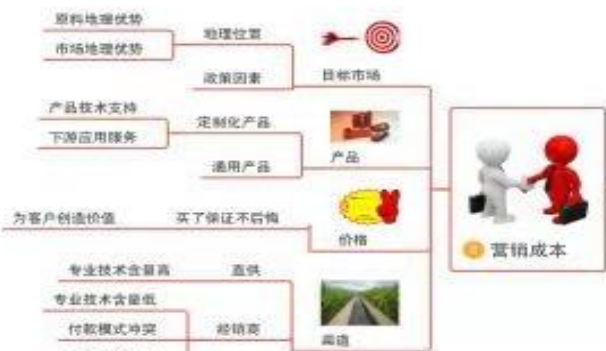 原料地理优势
市场地理优势
地理位置
政策因素
目标市场
产品技术支持
下游应用服务
定制化产品
通用产品
产品
为客户创造价值
买了保证不后悔
价格
专业技术含量高
直供
专业技术含量低
付款模式冲突
经销商
渠道
营销成本